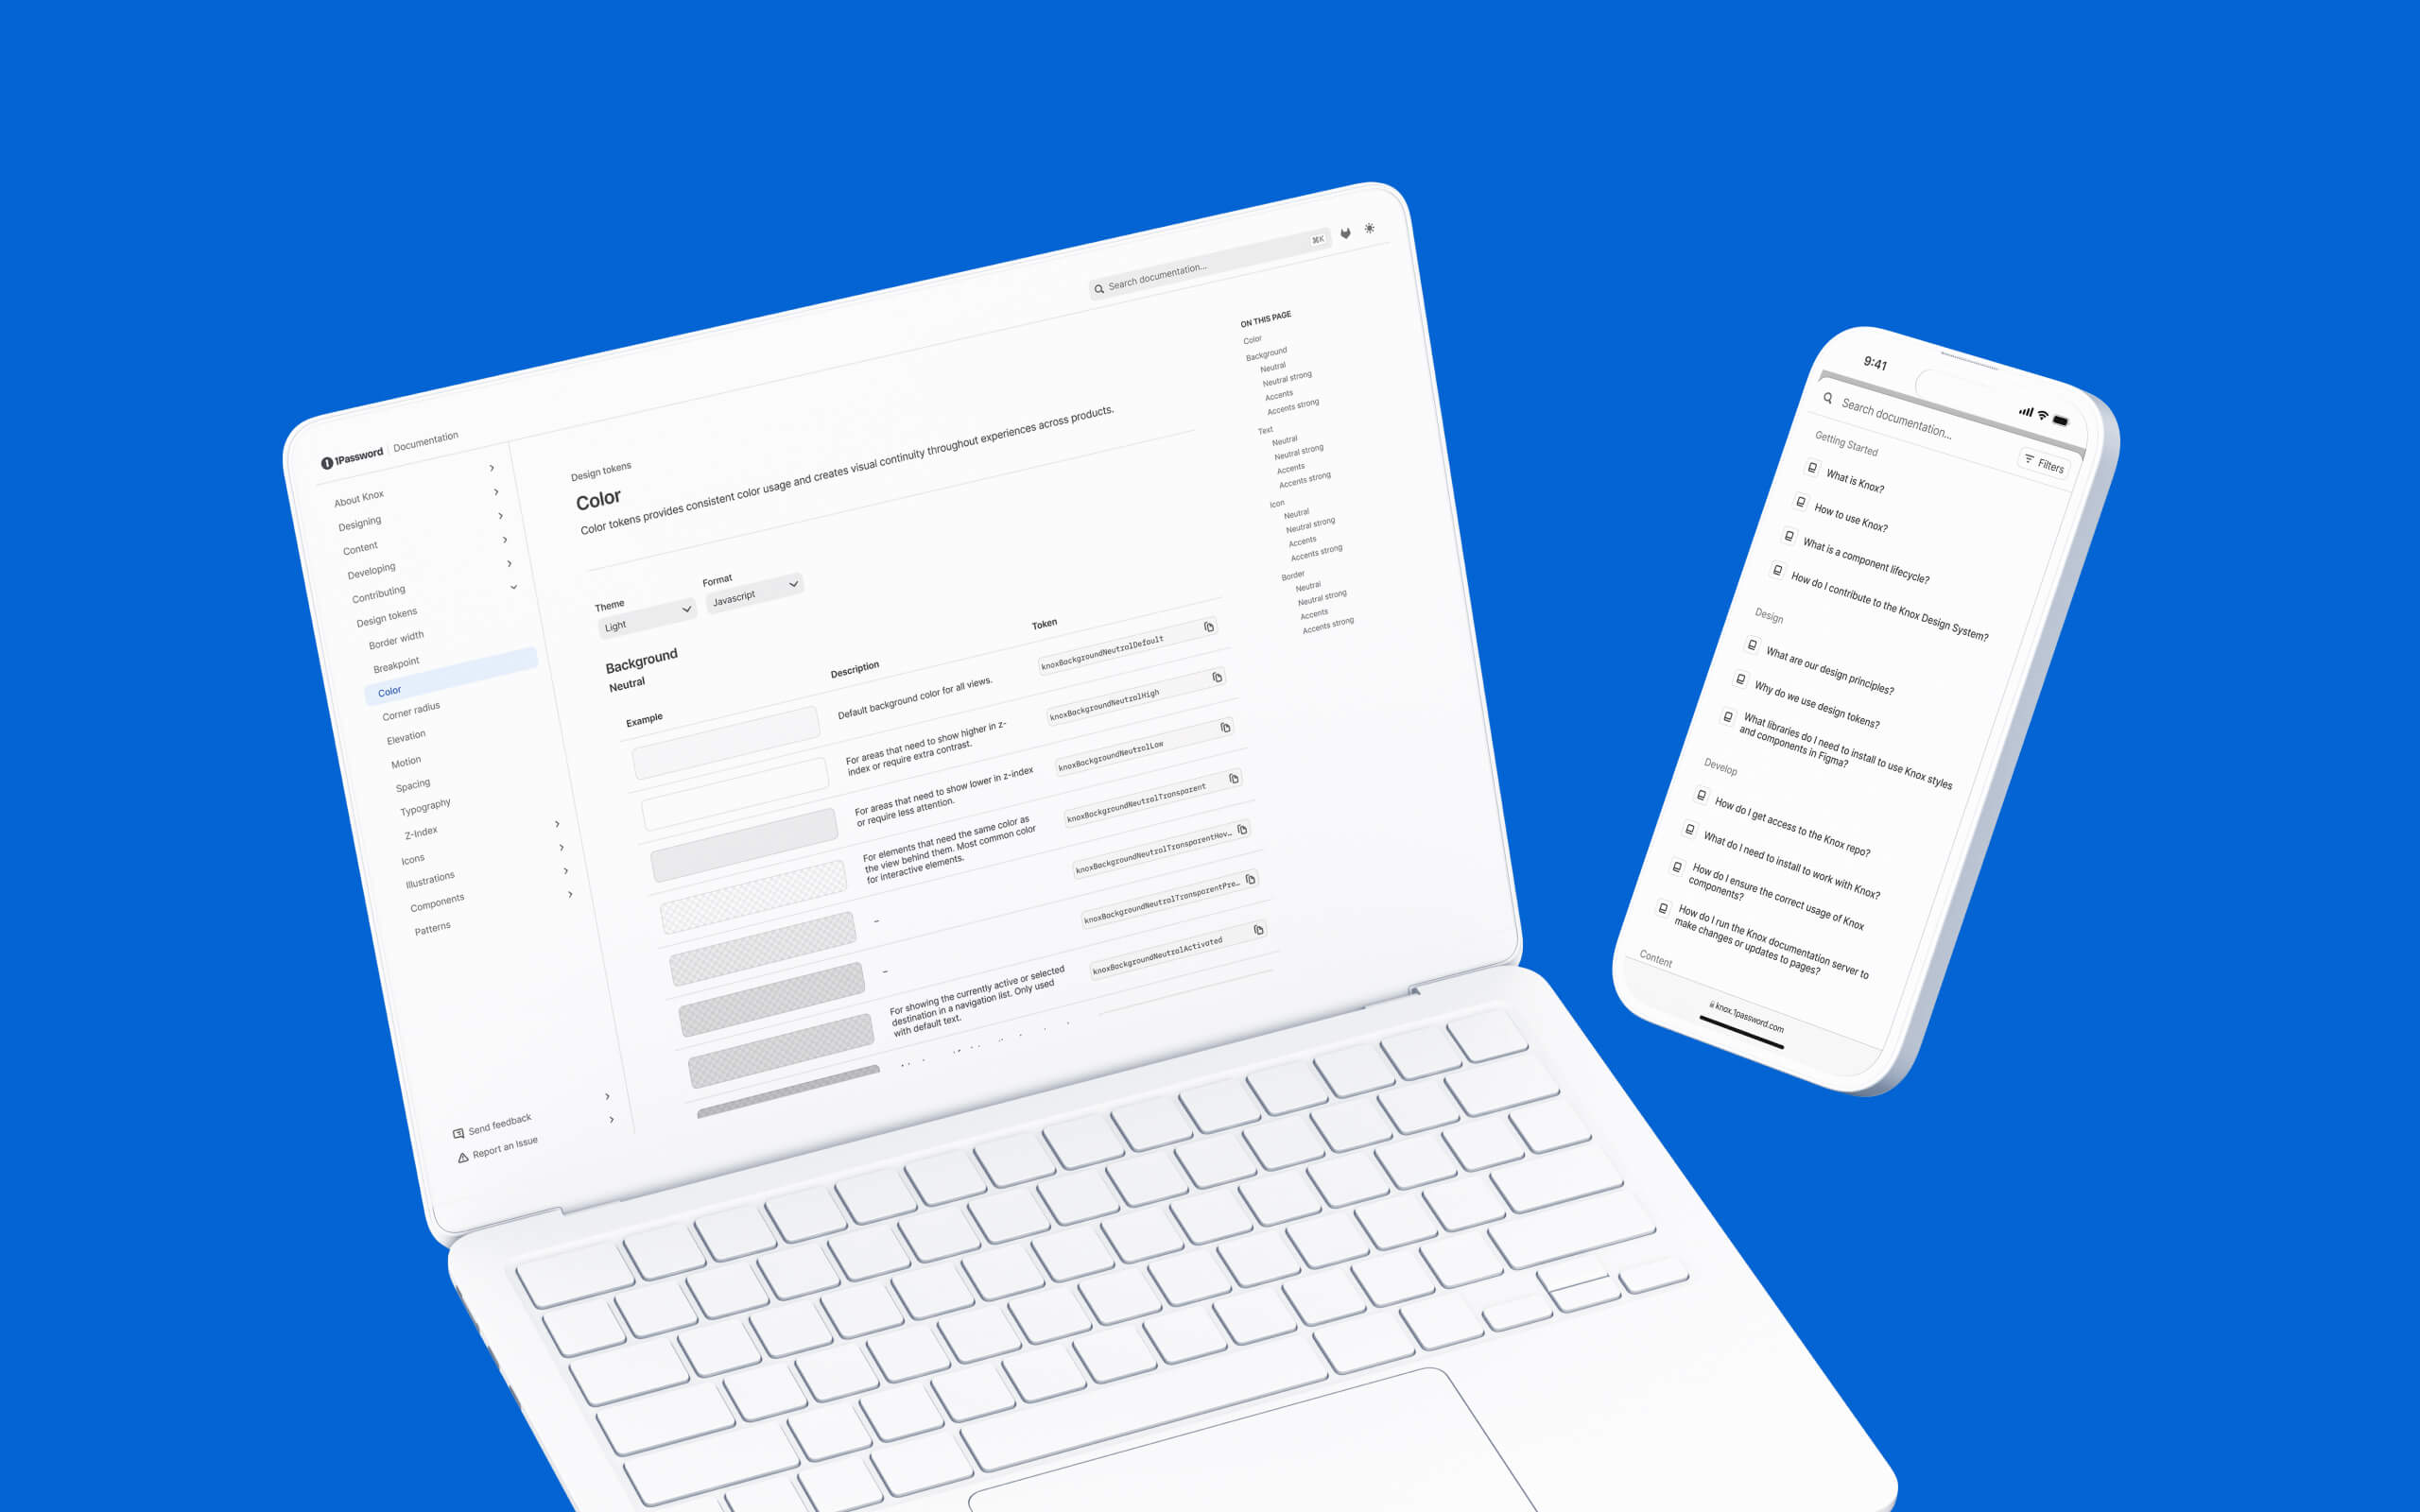 1Password | Documentation
Search documentation...
⌘K
About Knox
Designing
Content
Developing
Contributing
Design tokens
Border width
Breakpoint
Color
Corner radius
Elevation
Motion
Spacing
Typography
Z-Index
Icons
Illustrations
Components
Patterns
Send feedback
Report an Issue
Design tokens
Color
Color tokens provides consistent color usage and creates visual continuity throughout experiences across products.
Theme
Light
Format
Javascript
Background
Neutral
Example
Description
Token
Default background color for all views.
knoxBackgroundNeutralDefault
For areas that need to show higher in z-
index or require extra contrast.
knoxBackgroundNeutralHigh
For areas that need to show lower in z-index
or require less attention.
knoxBackgroundNeutralLow
For elements that need the same color as
the view behind them. Most common color
for interactive elements.
knoxBackgroundNeutralTransparent
–
knoxBackgroundNeutralTransparentHov…
–
knoxBackgroundNeutralTransparentPre…
For showing the currently active or selected
destination in a navigation list. Only used
with default text.
knoxBackgroundNeutralActivated
ON THIS PAGE
Color
Background
Neutral
Neutral strong
Accents
Accents strong
Text
Neutral
Neutral strong
Accents
Accents strong
Icon
Neutral
Neutral strong
Accents
Accents strong
Border
Neutral
Neutral strong
Accents
Accents strong
9:41
Search documentation...
Filters
Getting Started
What is Knox?
How to use Knox?
What is a component lifecycle?
How do I contribute to the Knox Design System?
Design
What are our design principles?
Why do we use design tokens?
What libraries do I need to install to use Knox styles
and components in Figma?
Develop
How do I get access to the Knox repo?
What do I need to install to work with Knox?
How do I ensure the correct usage of Knox
components?
How do I run the Knox documentation server to
make changes or updates to pages?
Content
knox.1password.com